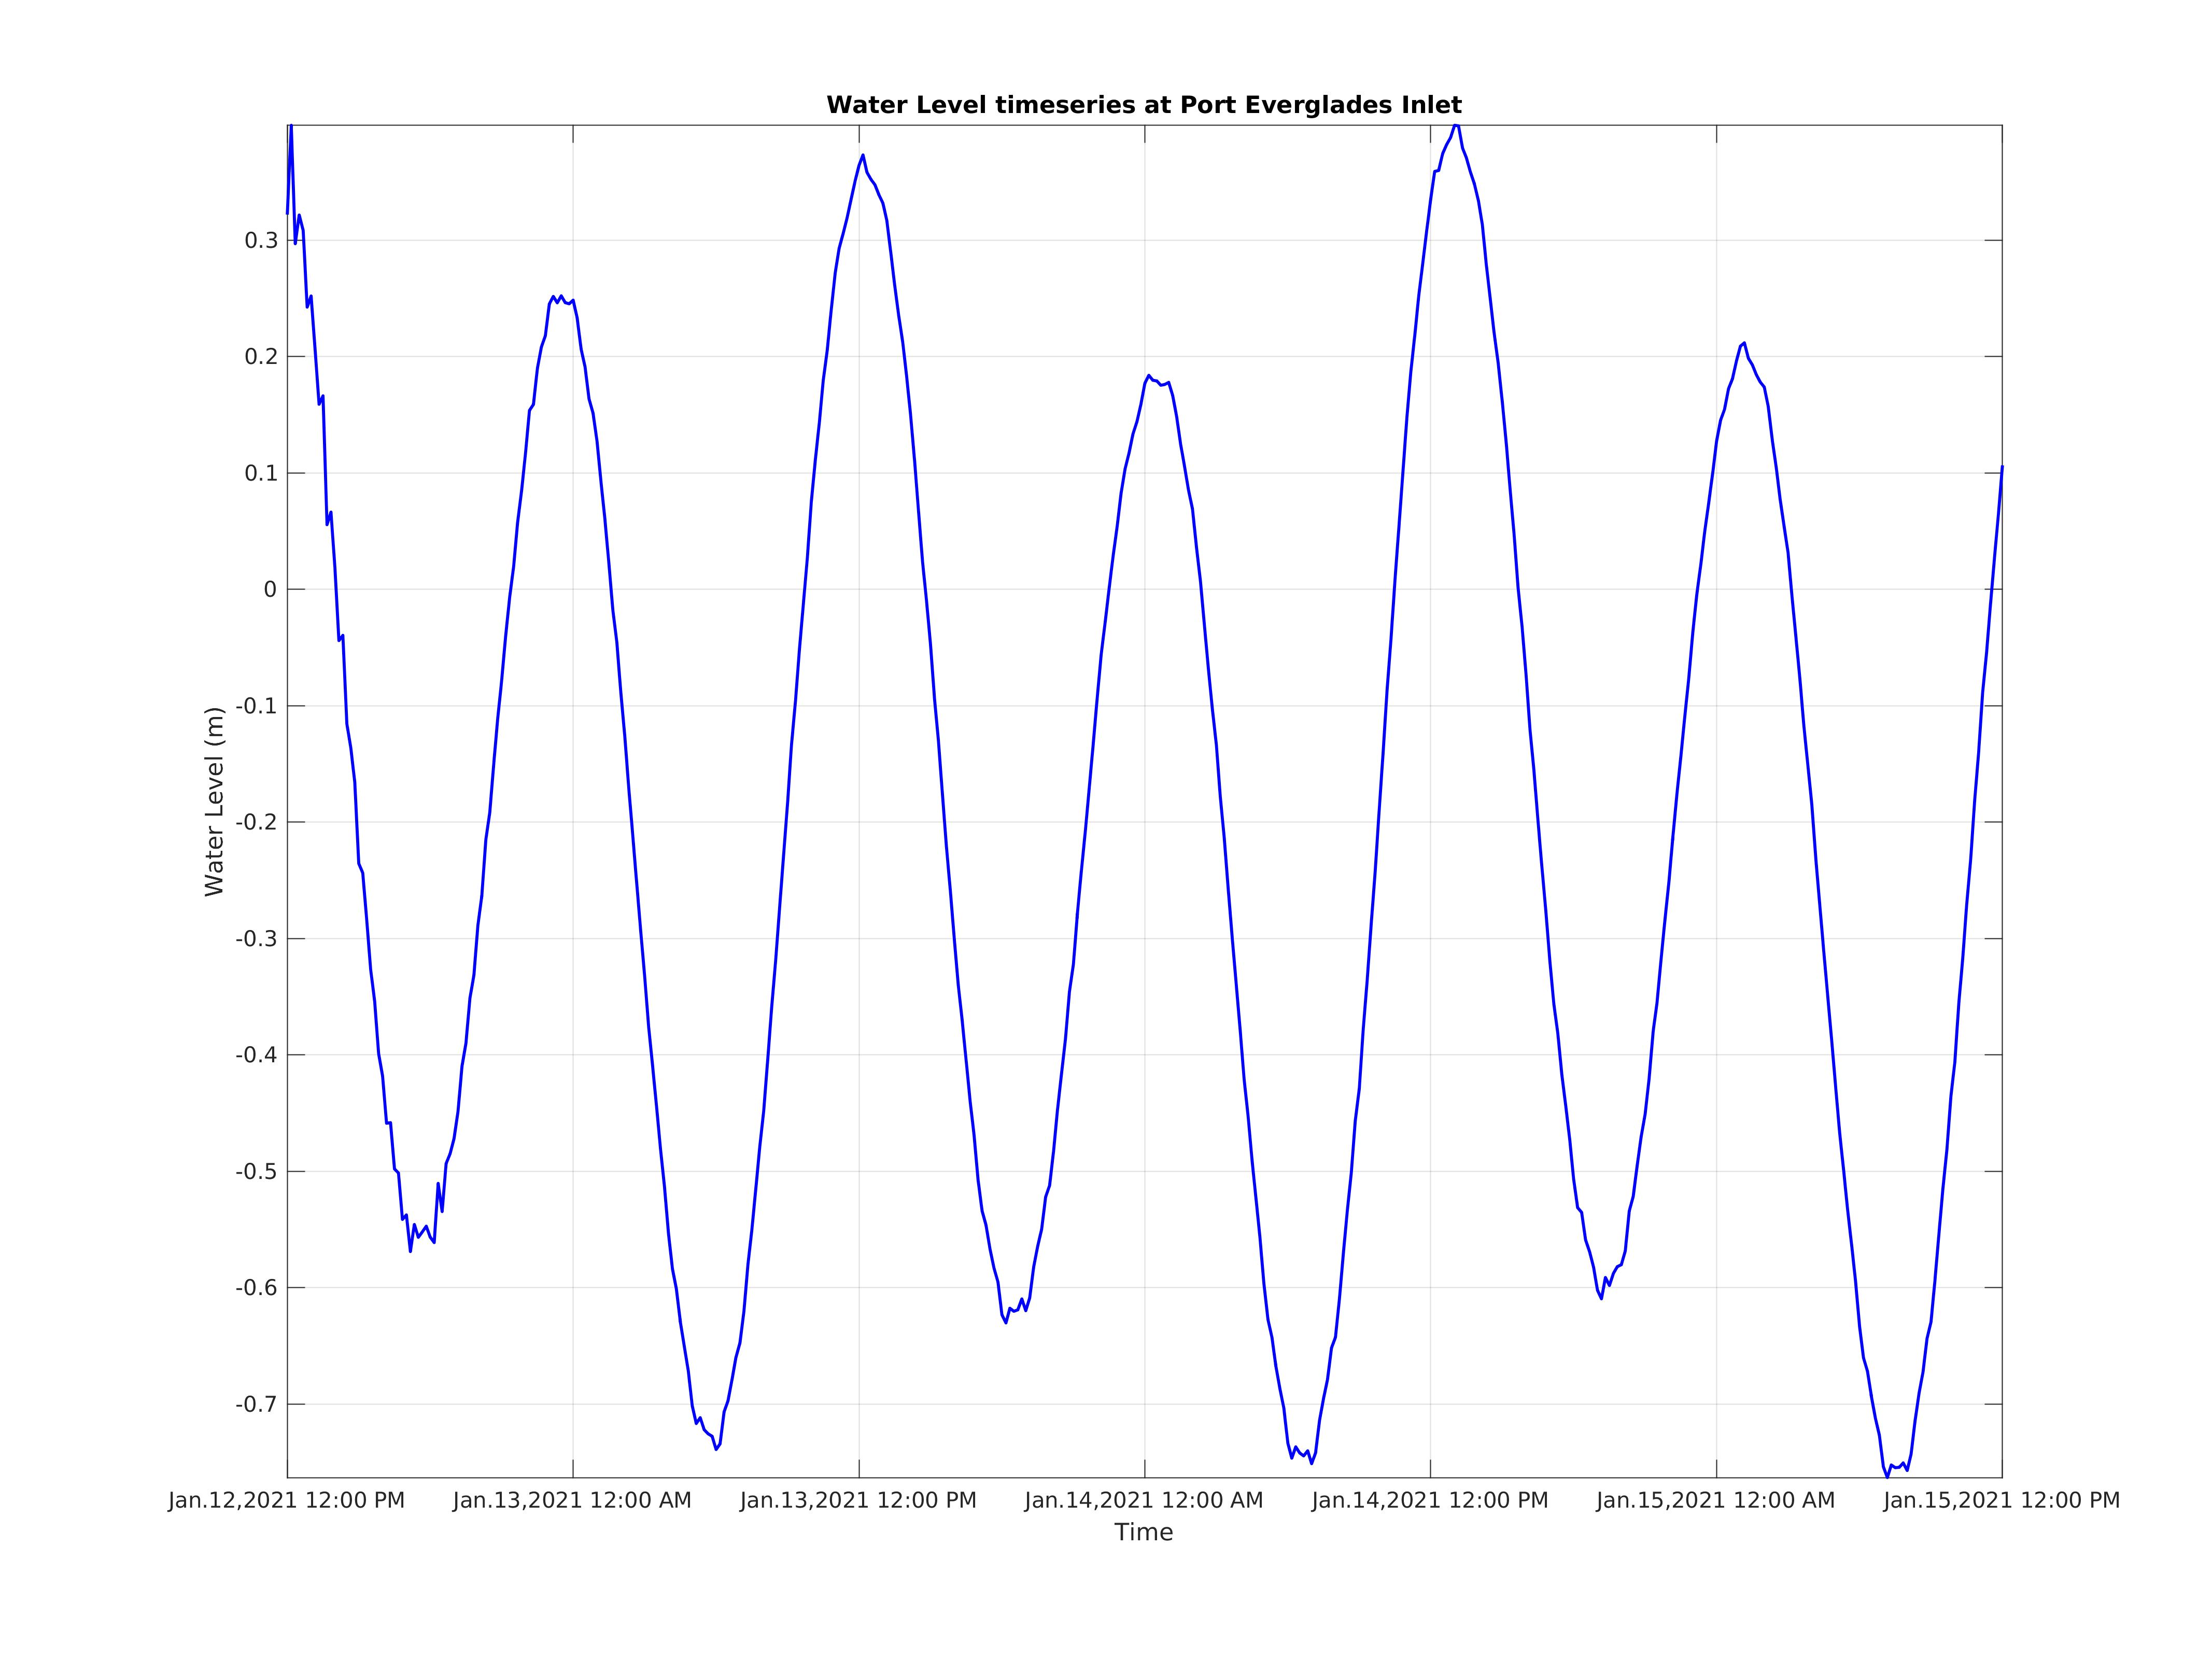 Water Level timeseries at Port Everglades Inlet
0.3
0.2
0.1
0
-0.1
-0.2
-0.3
-0.4
-0.5
-0.6
-0.7
Water Level (m)
Jan.12,2021 12:00 PM
Jan.13,2021 12:00 AM
Jan.13,2021 12:00 PM
Jan.14,2021 12:00 AM
Jan.14,2021 12:00 PM
Jan.15,2021 12:00 AM
Jan.15,2021 12:00 PM
Time